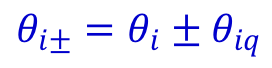 θ_{i±} = θ_i ± θ_{iq}